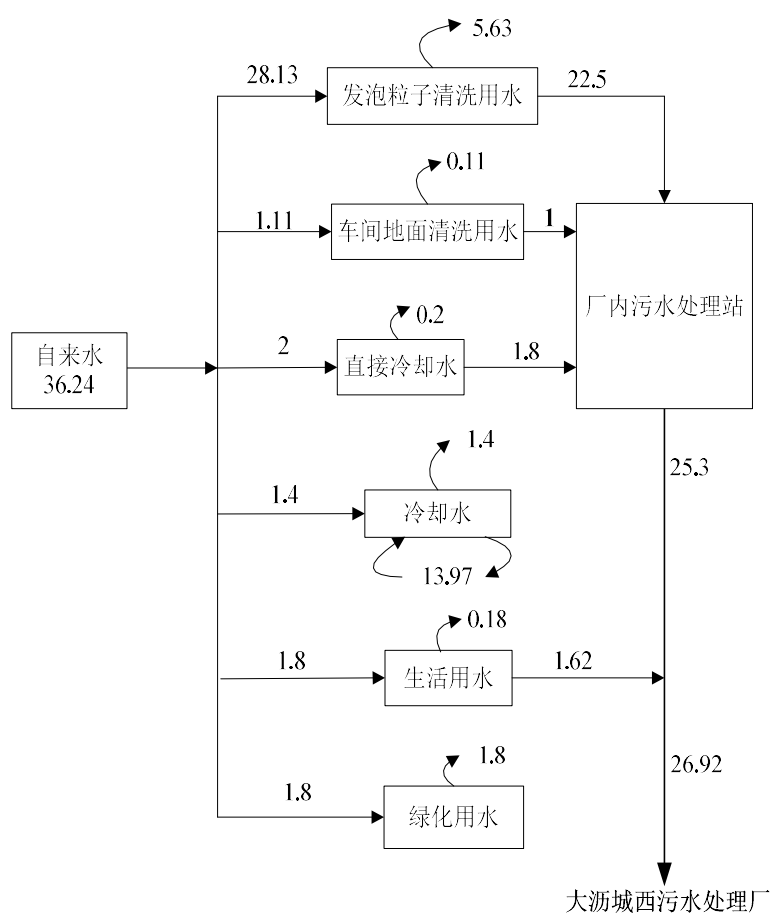 5.63
28.13
发泡粒子清洗用水
22.5
0.11
1.11
车间地面清洗用水
1
厂内污水处理站
0.2
自来水
36.24
2
直接冷却水
1.8
1.4
25.3
1.4
冷却水
13.97
0.18
1.8
生活用水
1.62
1.8
26.92
1.8
绿化用水
大沥城西污水处理厂